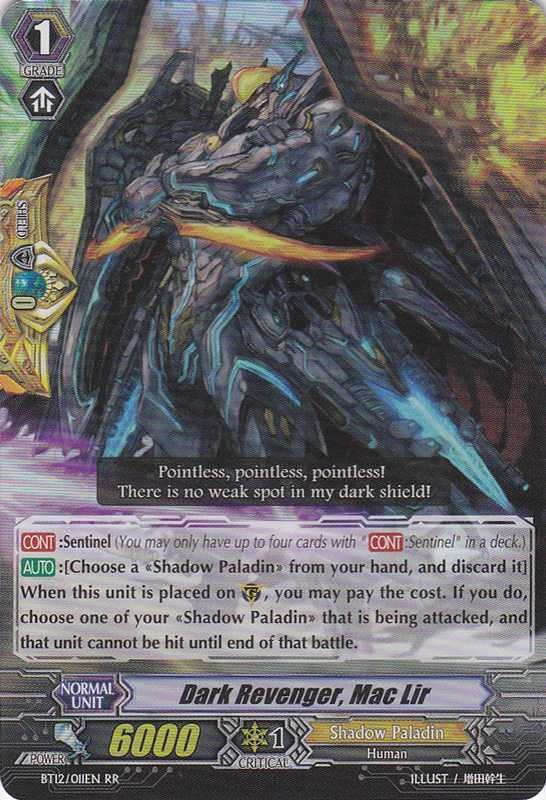 1
GRADE
SHIELD
0
Pointless, pointless, pointless!
There is no weak spot in my dark shield!
CONT:Sentinel (You may only have up to four cards with "CONT:Sentinel" in a deck.)
AUTO:[Choose a «Shadow Paladin» from your hand, and discard it]
When this unit is placed on G, you may pay the cost. If you do,
choose one of your «Shadow Paladin» that is being attacked, and
that unit cannot be hit until end of that battle.
NORMAL
UNIT
Dark Revenger, Mac Lir
POWER
6000
1
CRITICAL
Shadow Paladin
Human
BT12/011EN RR
ILLUST / 増田幹生